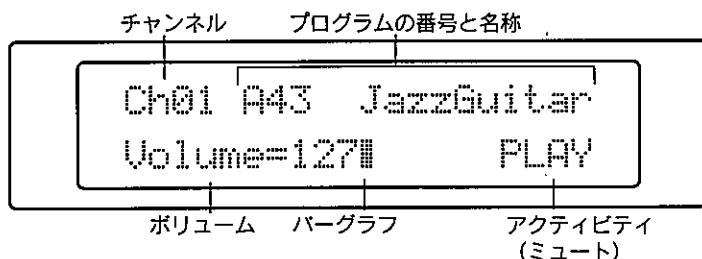 チャンネル プログラムの番号と名称
Ch01 A43 JazzGuitar
Volume=127 PLAY
ボリューム バーグラフ アクティビティ
(ミュート)